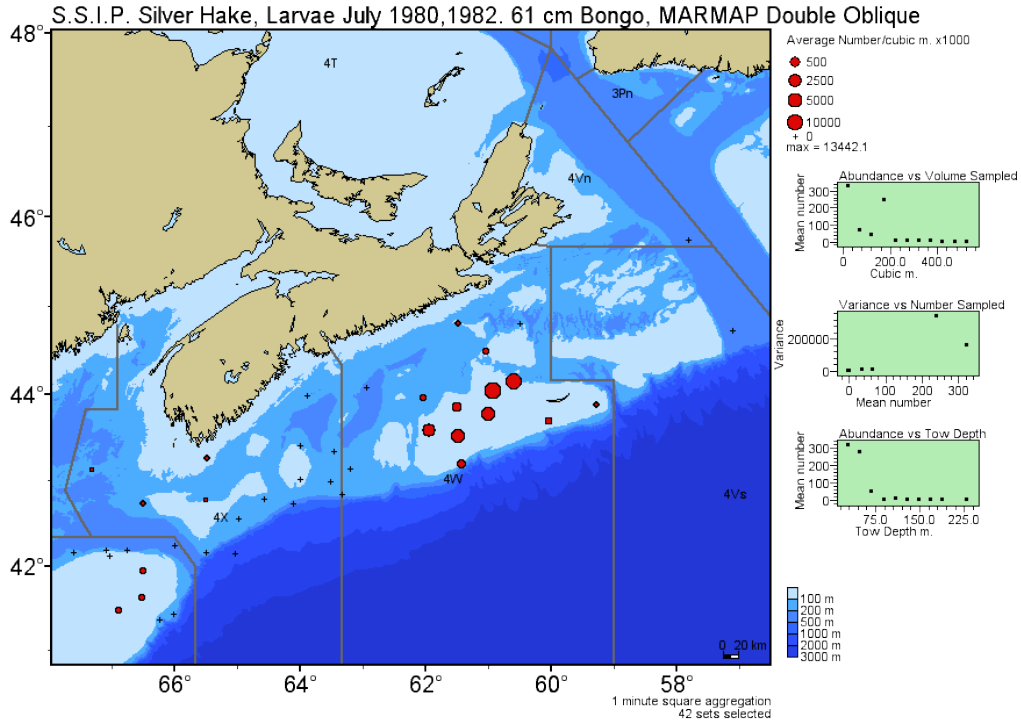 S.S.I.P. Silver Hake, Larvae July 1980,1982. 61 cm Bongo, MARMAP Double Oblique
48°
46°
44°
42°
66°
64°
62°
60°
58°
4T
3Pn
4Vn
4W
4X
4Vs
0 20 km
1 minute square aggregation
42 sets selected
Average Number/cubic m. x1000
500
2500
5000
10000
0
max = 13442.1
Abundance vs Volume Sampled
Mean number
300
200
100
0
0 200.0 400.0
Cubic m.
Variance vs Number Sampled
Variance
200000
0
0 100 200 300
Mean number
Abundance vs Tow Depth
Mean number
300
200
100
0
75.0 150.0 225.0
Tow Depth m.
100 m
200 m
500 m
1000 m
2000 m
3000 m